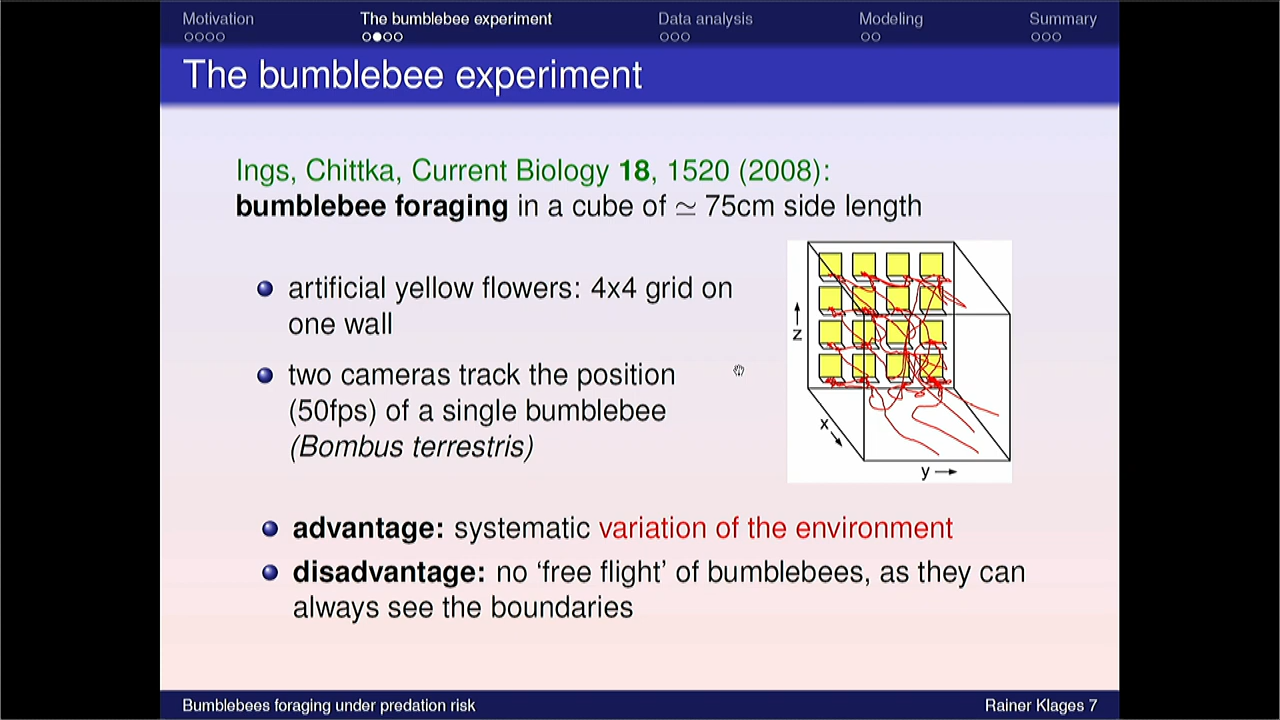 Motivation
The bumblebee experiment
Data analysis
Modeling
Summary
The bumblebee experiment
Ings, Chittka, Current Biology 18, 1520 (2008):
bumblebee foraging in a cube of ≃ 75cm side length
artificial yellow flowers: 4x4 grid on
one wall
two cameras track the position
(50fps) of a single bumblebee
(Bombus terrestris)
z
x
y
advantage: systematic variation of the environment
disadvantage: no ‘free flight’ of bumblebees, as they can
always see the boundaries
Bumblebees foraging under predation risk
Rainer Klages 7